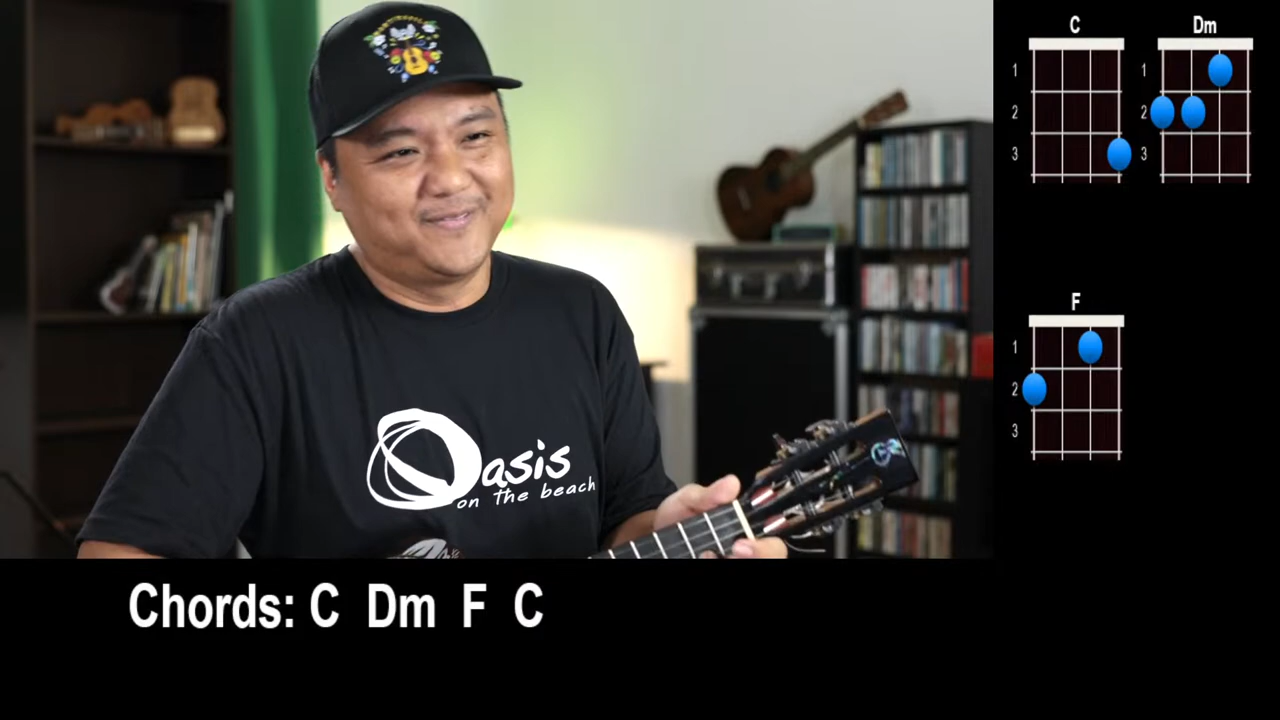 C Dm
1 1
2 2
3 3
F
1
2
3
Oasis
on the beach
Chords: C Dm F C